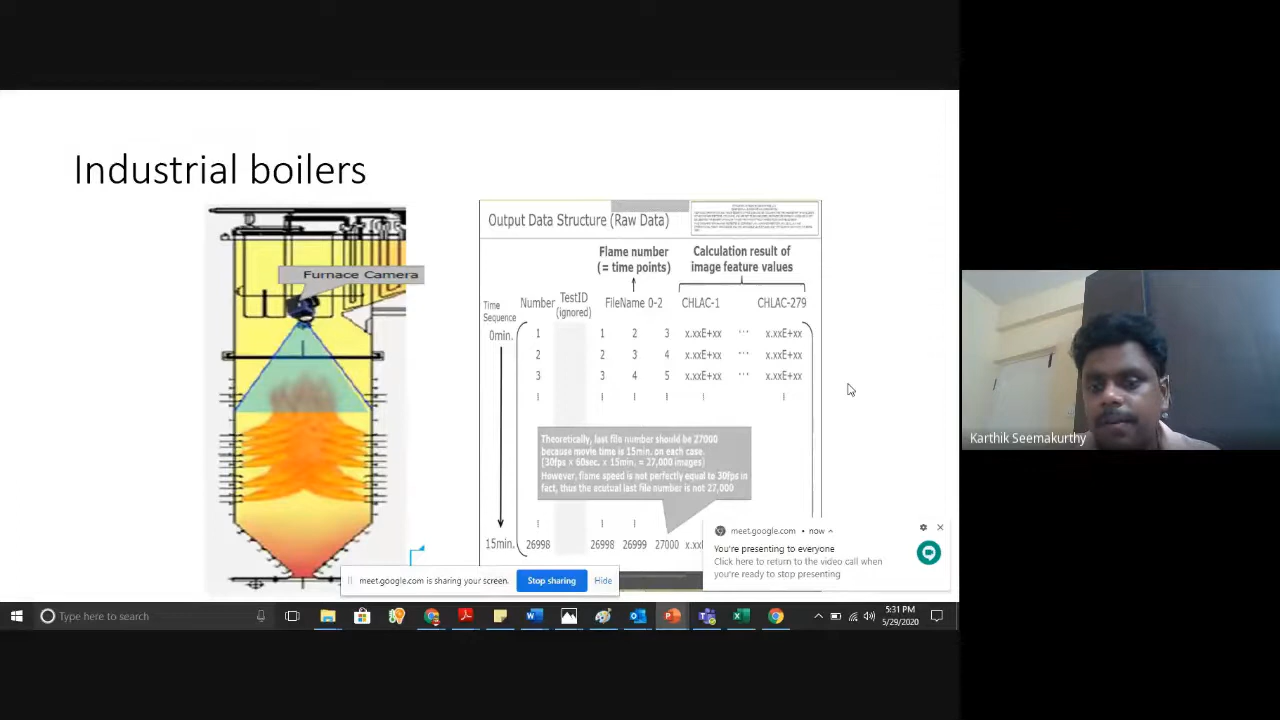 Industrial boilers
Furnace Camera
Output Data Structure (Raw Data)
Flame number
(= time points)
Calculation result of
image feature values
Time
Sequence
Number
TestID
(ignored)
FileName 0-2
CHLAC-1
CHLAC-279
0min.
1 1 2 3 x.xxE+xx ... x.xxE+xx
2 2 3 4 x.xxE+xx ... x.xxE+xx
3 3 4 5 x.xxE+xx ... x.xxE+xx
Theoretically, last file number should be 27000
because movie time is 15min. on each case.
(30fps x 60sec. x 15min. = 27,000 images)
However, flame speed is not perfectly equal to 30fps in
fact, thus the acutual last file number is not 27,000
15min. 26998 26998 26999 27000
meet.google.com • now
You're presenting to everyone
Click here to return to the video call when
you're ready to stop presenting
meet.google.com is sharing your screen.
Stop sharing
Hide
Type here to search
5:31 PM
5/29/2020
Karthik Seemakurthy